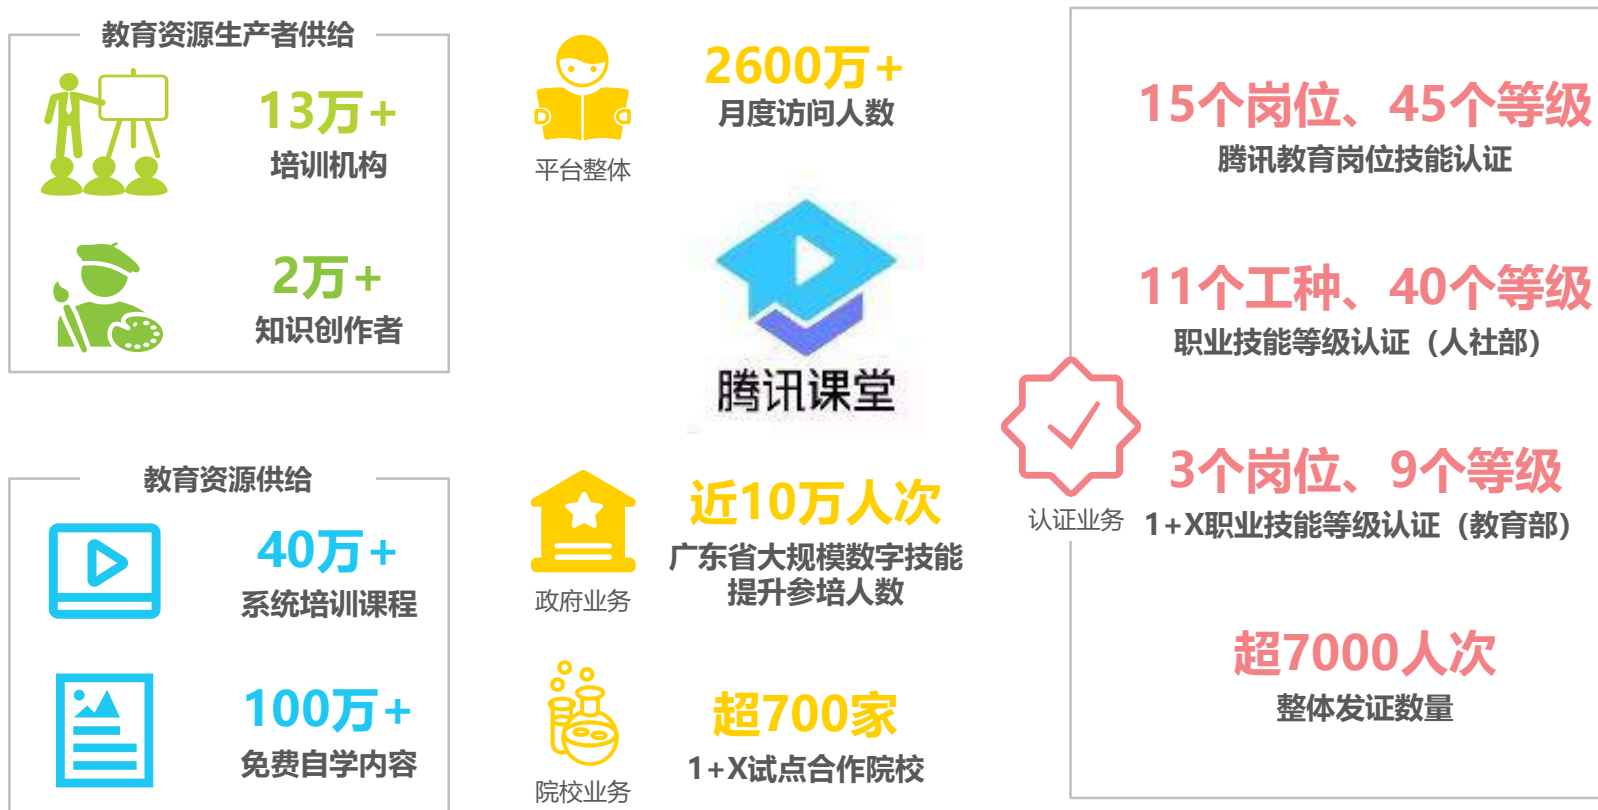 教育资源生产者供给
13万+
培训机构
2万+
知识创作者
教育资源供给
40万+
系统培训课程
100万+
免费自学内容
平台整体
2600万+
月度访问人数
腾讯课堂
政府业务
近10万人次
广东省大规模数字技能
提升参培人数
院校业务
超700家
1+X试点合作院校
认证业务
15个岗位、45个等级
腾讯教育岗位技能认证
11个工种、40个等级
职业技能等级认证（人社部）
3个岗位、9个等级
1+X职业技能等级认证（教育部）
超7000人次
整体发证数量